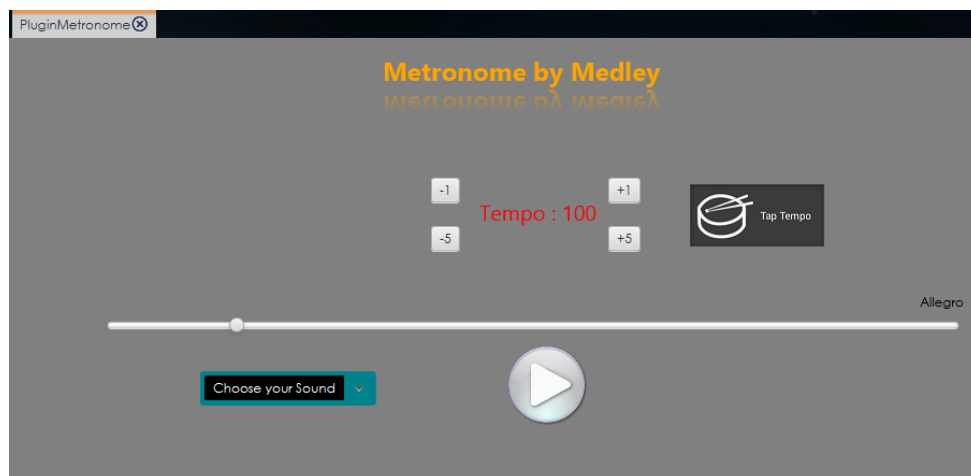 PluginMetronome
Metronome by Medley
-1
+1
Tempo : 100
Tap Tempo
-5
+5
Allegro
Choose your Sound